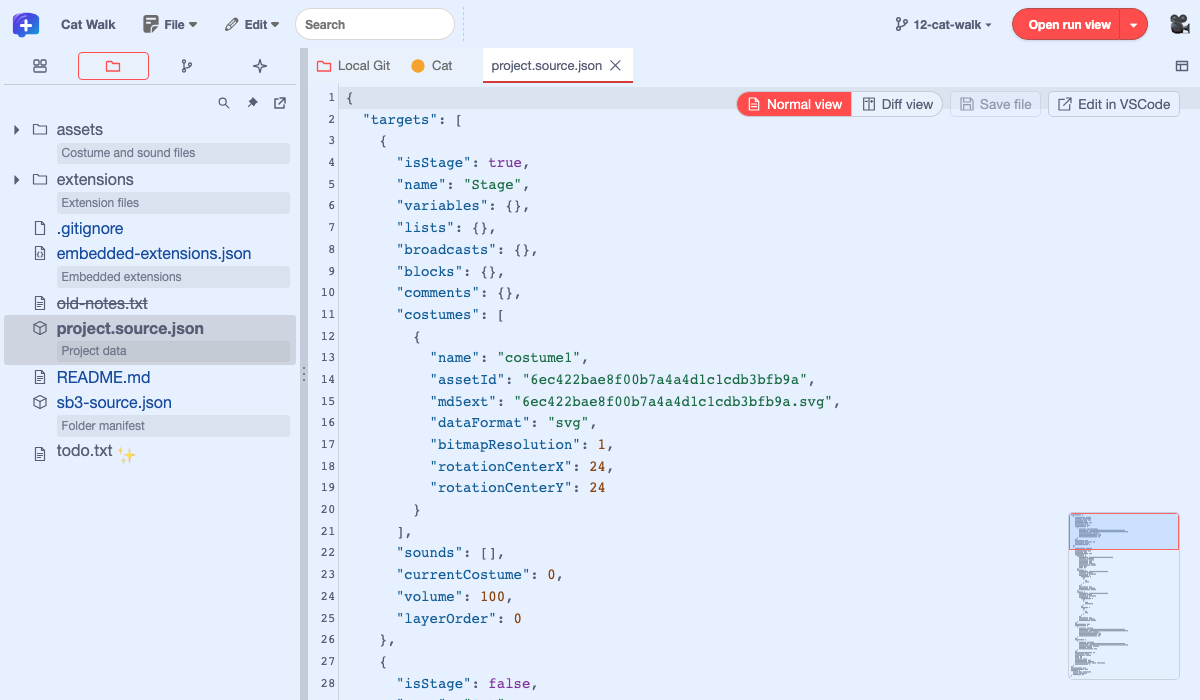 Cat Walk
File
Edit
Search
12-cat-walk
Open run view
Local Git
Cat
project.source.json
Normal view
Diff view
Save file
Edit in VSCode
assets
Costume and sound files
extensions
Extension files
.gitignore
embedded-extensions.json
Embedded extensions
old-notes.txt
project.source.json
Project data
README.md
sb3-source.json
Folder manifest
todo.txt
1 {
2 "targets": [
3 {
4 "isStage": true,
5 "name": "Stage",
6 "variables": {},
7 "lists": {},
8 "broadcasts": {},
9 "blocks": {},
10 "comments": {},
11 "costumes": [
12 {
13 "name": "costume1",
14 "assetId": "6ec422bae8f00b7a4a4d1c1cdb3bfb9a",
15 "md5ext": "6ec422bae8f00b7a4a4d1c1cdb3bfb9a.svg",
16 "dataFormat": "svg",
17 "bitmapResolution": 1,
18 "rotationCenterX": 24,
19 "rotationCenterY": 24
20 }
21 ],
22 "sounds": [],
23 "currentCostume": 0,
24 "volume": 100,
25 "layerOrder": 0
26 },
27 {
28 "isStage": false,